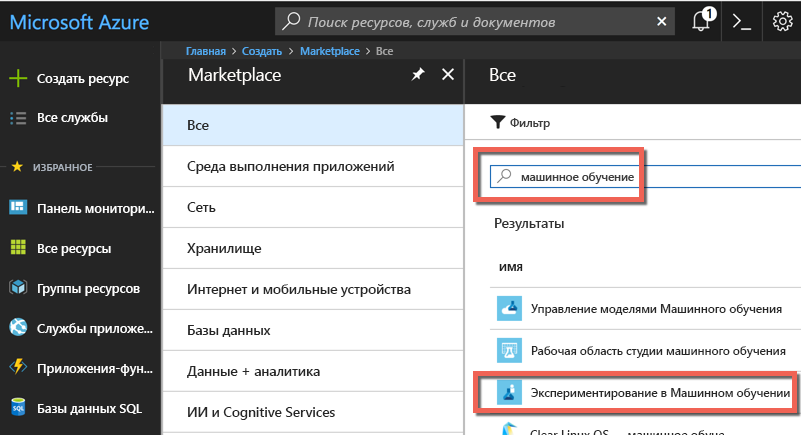 Microsoft Azure
Поиск ресурсов, служб и документов
1
Главная > Создать > Marketplace > Все
Создать ресурс
Все службы
ИЗБРАННОЕ
Панель монитори...
Все ресурсы
Группы ресурсов
Службы приложе...
Приложения-фун...
Базы данных SQL
Marketplace
Все
Среда выполнения приложений
Сеть
Хранилище
Интернет и мобильные устройства
Базы данных
Данные + аналитика
ИИ и Cognitive Services
Все
Фильтр
машинное обучение
Результаты
ИМЯ
Управление моделями Машинного обучения
Рабочая область студии машинного обучения
Экспериментирование в Машинном обучении
Clear Linux OS — машинное обуче